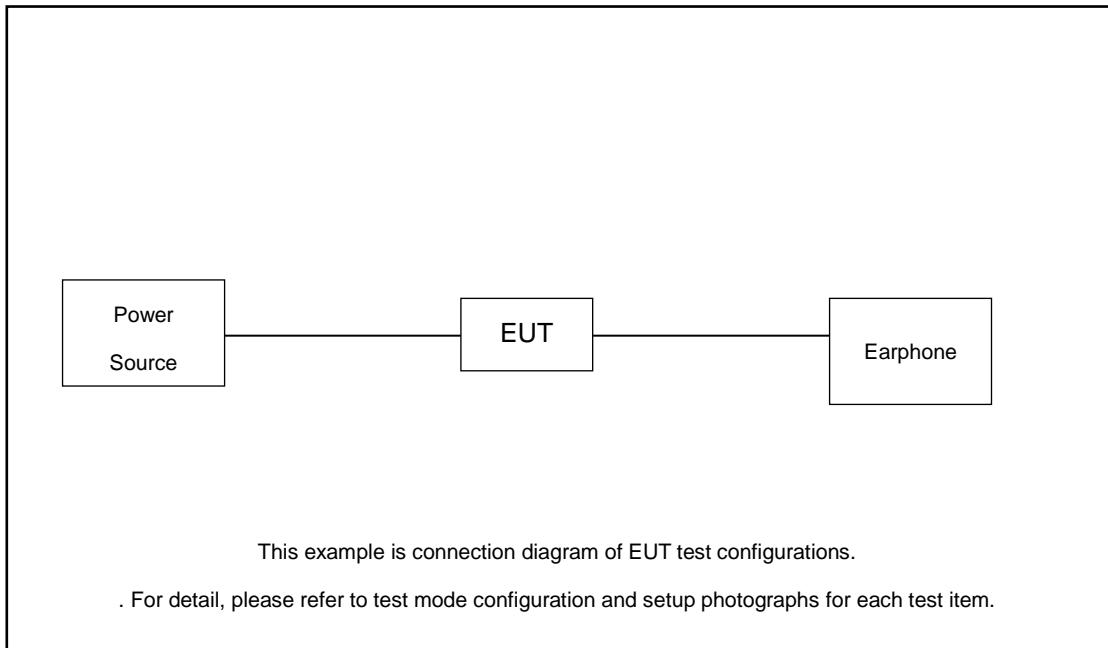 Power
Source
EUT
Earphone
This example is connection diagram of EUT test configurations.
. For detail, please refer to test mode configuration and setup photographs for each test item.